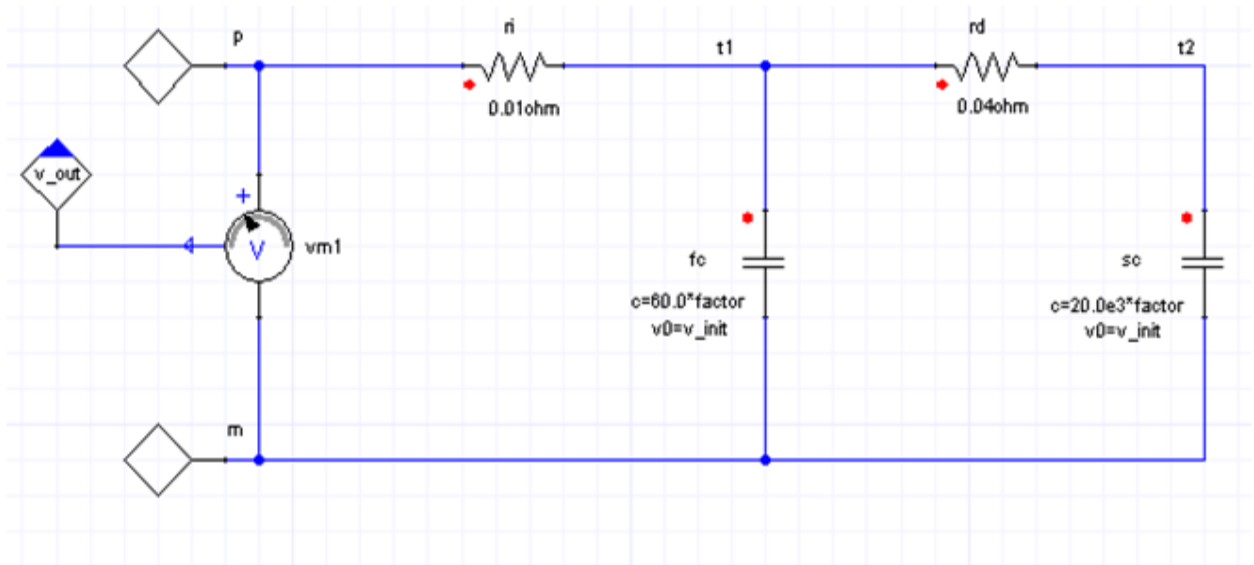 p
ri
0.01ohm
t1
rd
0.04ohm
t2
v_out
+
V
vm1
fc
c=60.0*factor
v0=v_init
sc
c=20.0e3*factor
v0=v_init
m